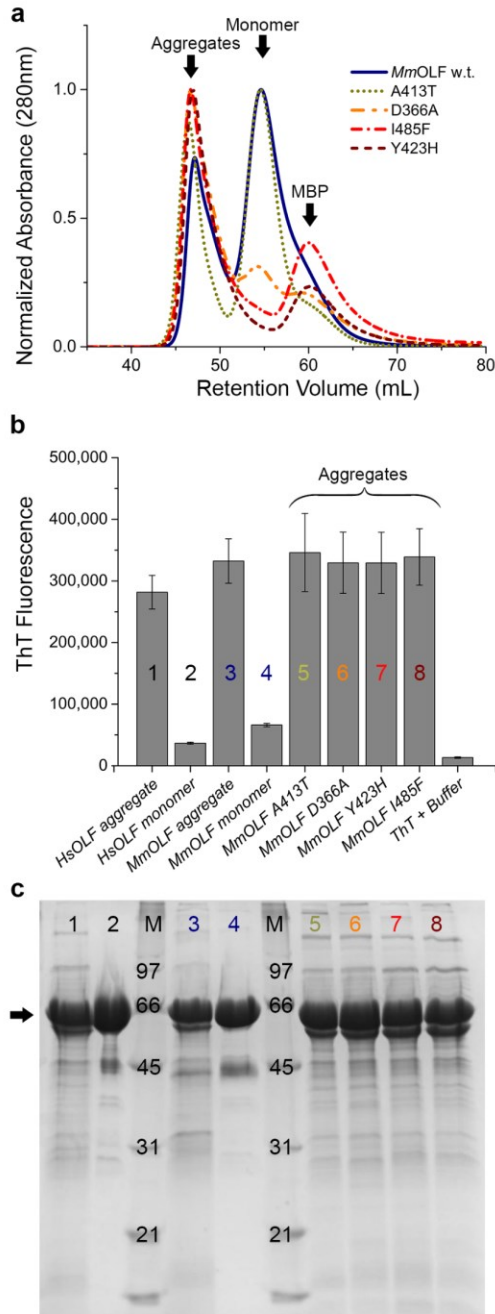 a
Monomer
Aggregates
MmOLF w.t.
A413T
D366A
I485F
Y423H
MBP
Normalized Absorbance (280nm)
1.0
0.5
0.0
40 50 60 70 80
Retention Volume (mL)
b
Aggregates
ThT Fluorescence
500,000
400,000
300,000
200,000
100,000
0
1 2 3 4 5 6 7 8
HsOLF aggregate
HsOLF monomer
MmOLF aggregate
MmOLF monomer
MmOLF A413T
MmOLF D366A
MmOLF Y423H
MmOLF I485F
ThT + Buffer
c
1 2 M 3 4 M 5 6 7 8
97 97
66 66
45 45
31 31
21 21